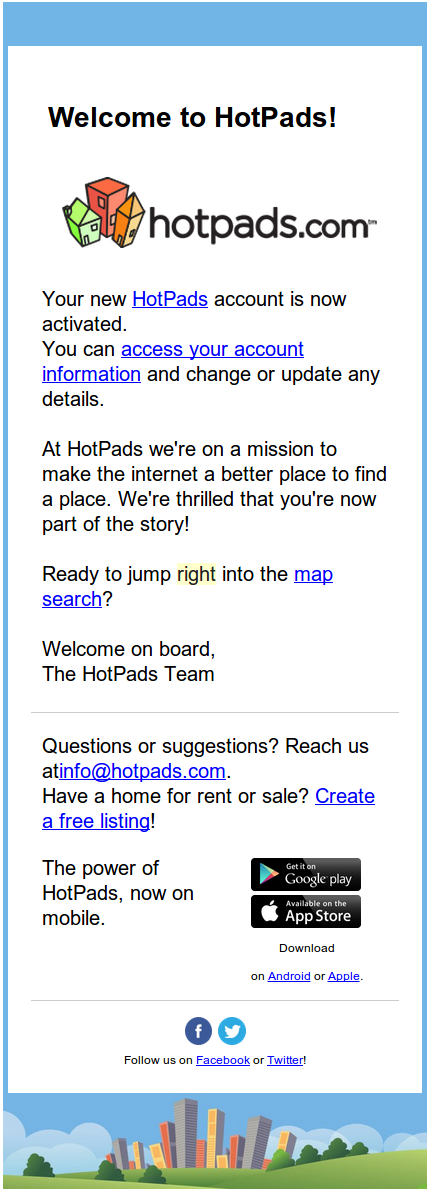 Welcome to HotPads!
hotpads.com™
Your new HotPads account is now
activated.
You can access your account
information and change or update any
details.
At HotPads we're on a mission to
make the internet a better place to find
a place. We're thrilled that you're now
part of the story!
Ready to jump right into the map
search?
Welcome on board,
The HotPads Team
Questions or suggestions? Reach us
atinfo@hotpads.com.
Have a home for rent or sale? Create
a free listing!
The power of
HotPads, now on
mobile.
Get it on
Google play
Available on the
App Store
Download
on Android or Apple.
Follow us on Facebook or Twitter!